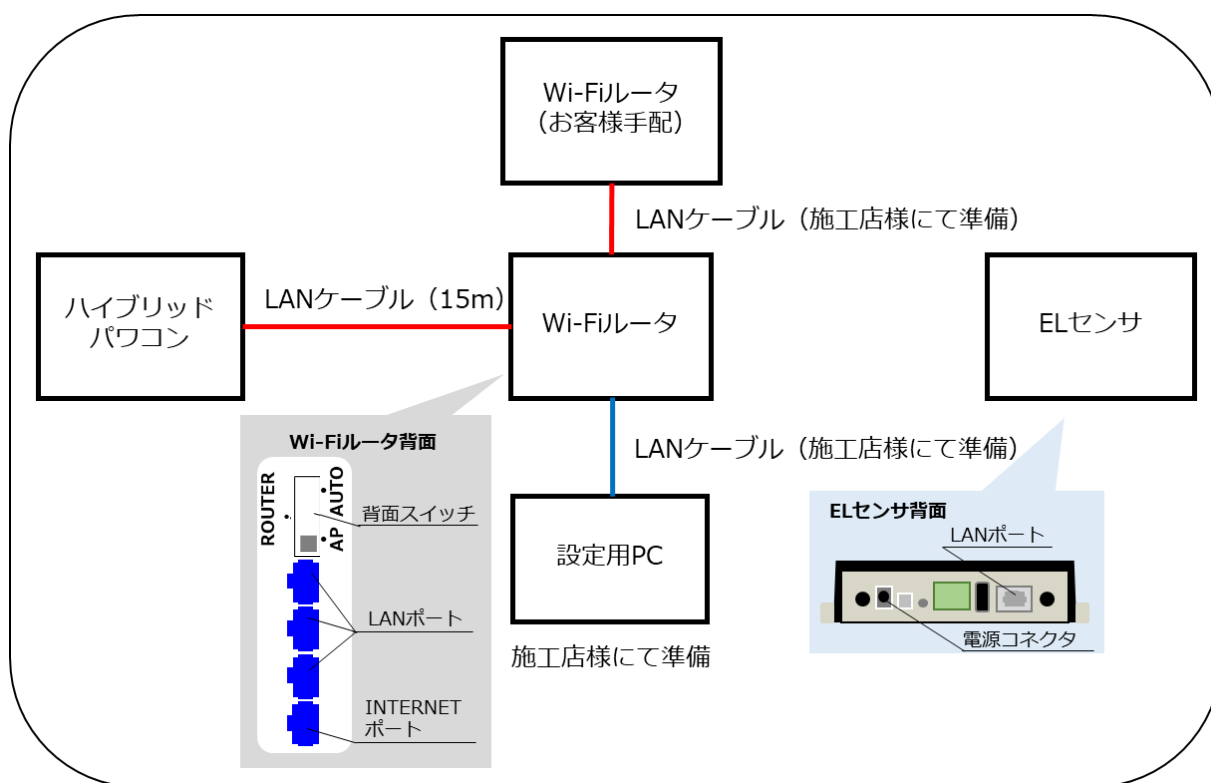 Wi-Fiルータ
（お客様手配）
LANケーブル（施工店様にて準備）
ハイブリッド
パワコン
LANケーブル（15m）
Wi-Fiルータ
ELセンサ
LANケーブル（施工店様にて準備）
Wi-Fiルータ背面
ROUTER
AP AUTO
背面スイッチ
LANポート
INTERNET
ポート
設定用PC
施工店様にて準備
ELセンサ背面
LANポート
電源コネクタ